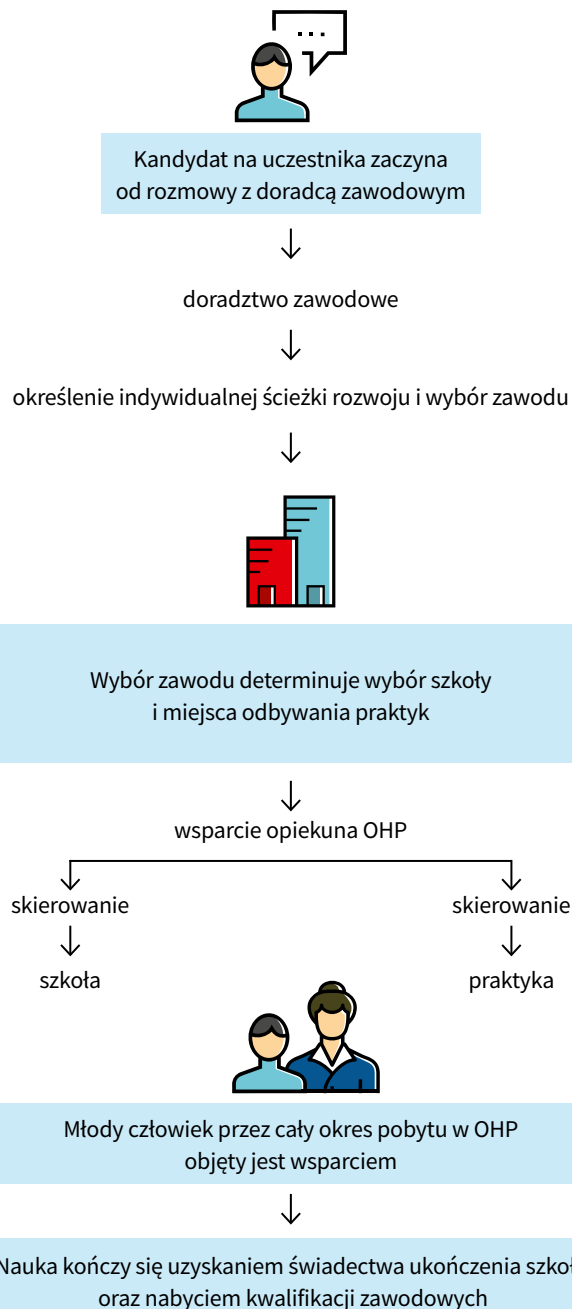 ...
Kandydat na uczestnika zaczyna
od rozmowy z doradcą zawodowym
doradztwo zawodowe
określenie indywidualnej ścieżki rozwoju i wybór zawodu
Wybór zawodu determinuje wybór szkoły
i miejsca odbywania praktyk
wsparcie opiekuna OHP
skierowanie
skierowanie
szkoła
praktyka
Młody człowiek przez cały okres pobytu w OHP
objęty jest wsparciem
Nauka kończy się uzyskaniem świadectwa ukończenia szkoł
oraz nabyciem kwalifikacji zawodowych